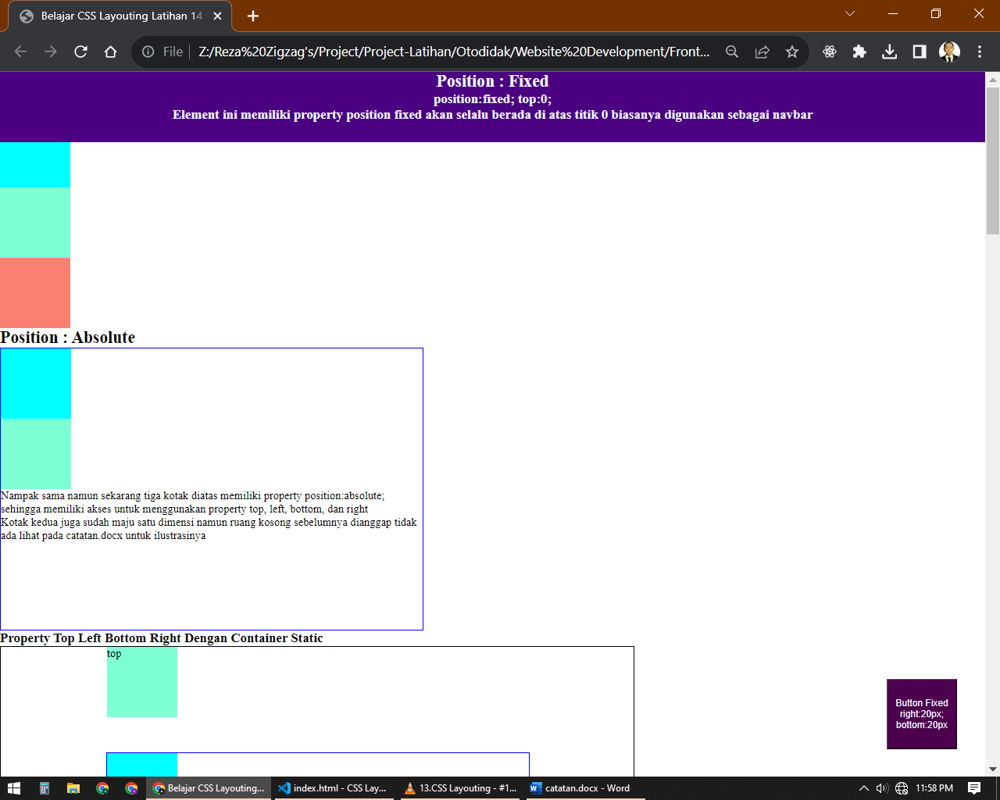 Belajar CSS Layouting Latihan 14
File
Z:/Reza%20Zigzag's/Project/Project-Latihan/Otodidak/Website%20Development/Front...
Position : Fixed
position:fixed; top:0;
Element ini memiliki property position fixed akan selalu berada di atas titik 0 biasanya digunakan sebagai navbar
Position : Absolute
Nampak sama namun sekarang tiga kotak diatas memiliki property position:absolute;
sehingga memiliki akses untuk menggunakan property top, left, bottom, dan right
Kotak kedua juga sudah maju satu dimensi namun ruang kosong sebelumnya dianggap tidak
ada lihat pada catatan.docx untuk ilustrasinya
Property Top Left Bottom Right Dengan Container Static
top
Button Fixed
right:20px;
bottom:20px
Belajar CSS Layouting...
index.html - CSS Lay...
13.CSS Layouting - #1...
catatan.docx - Word
11:58 PM